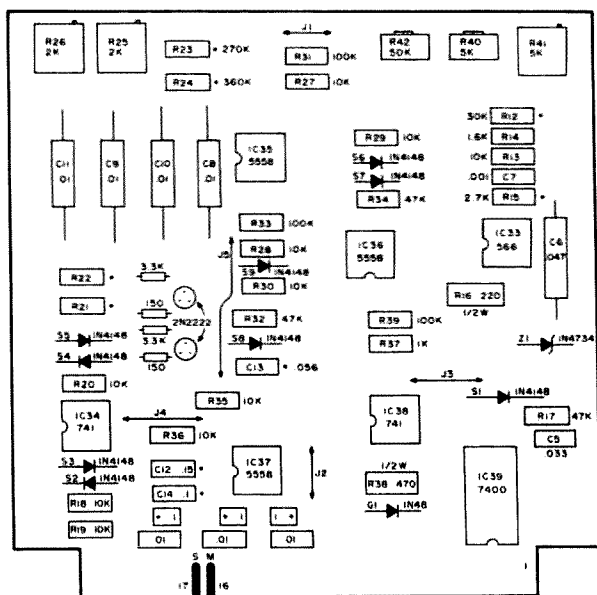 J1
R26
2K
R25
2K
R23 * 270K
R31 100K
R42
50K
R40
5K
R41
5K
R24 * 360K
R27 10K
30K R12 *
IC35
5558
R29 10K
1.6K R14
S6 1N4148
10K R13
C11
.01
C9
.01
C10
.01
C8
.01
S7 1N4148
.001 C7
R34 47K
2.7K R15 *
R33 100K
IC33
566
C6
.047
J5
R28 10K
IC36
5558
3.3K
S9 1N4148
R22 *
R30 10K
R16 220
1/2W
150
R21 *
2N2222
R32 47K
R39 100K
S5 1N4148
3.3K
S8 1N4148
R37 1K
Z1 1N4734
S4 1N4148
150
C13 * .056
J3
R20 10K
S1 1N4148
R35 10K
IC34
741
J4
IC38
741
R17 47K
R36 10K
C5
.033
S3 1N4148
IC37
5558
J2
1/2W
IC39
7400
C12 .15 *
S2 1N4148
R38 470
C14 .1 *
R18 10K
G1 1N48
+ 1
+ 1
1 +
R19 10K
.01
.01
.01
S M
17 16
1